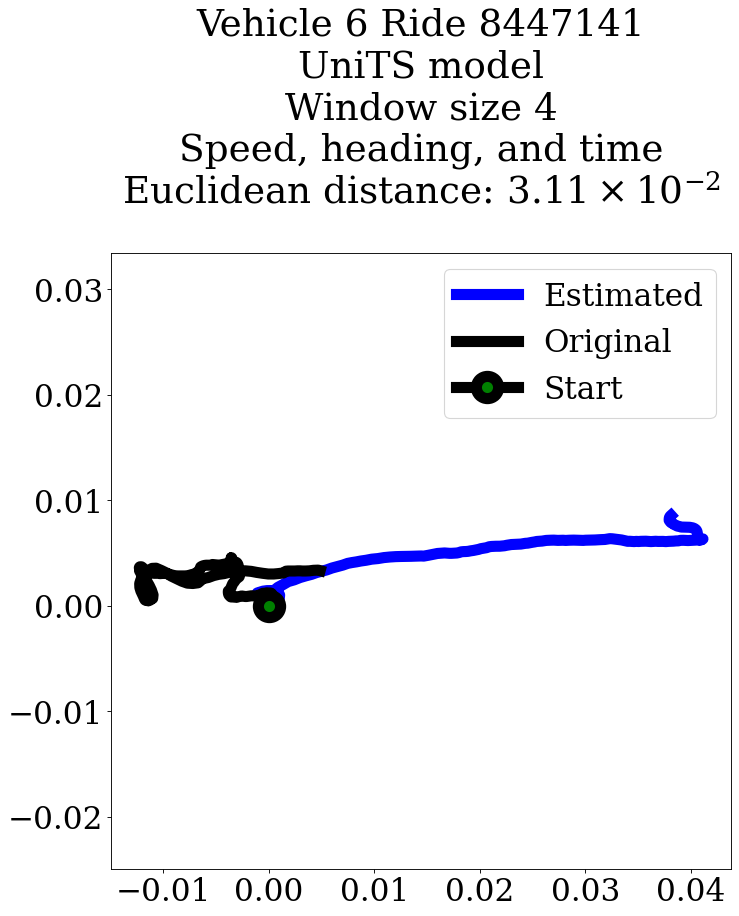 Vehicle 6 Ride 8447141
UniTS model
Window size 4
Speed, heading, and time
Euclidean distance: 3.11 × 10⁻²
Estimated
Original
Start
0.03
0.02
0.01
0.00
−0.01
−0.02
−0.01 0.00 0.01 0.02 0.03 0.04